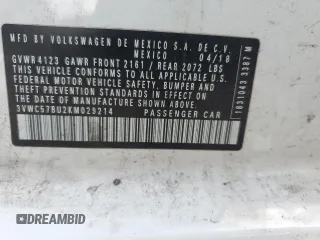 MFD BY VOLKSWAGEN DE MEXICO S.A. DE C.V.
MEXICO 04/18
GVWR 4123 GAWR FRONT 2161 / REAR 2072 LBS
THIS VEHICLE CONFORMS TO ALL APPLICABLE
FEDERAL MOTOR VEHICLE SAFETY, BUMPER AND
THEFT PREVENTION STANDARDS IN EFFECT ON
THE DATE OF MANUFACTURE SHOWN ABOVE.
3VWC57BU2KM029214
PASSENGER CAR
1831043 3387 M